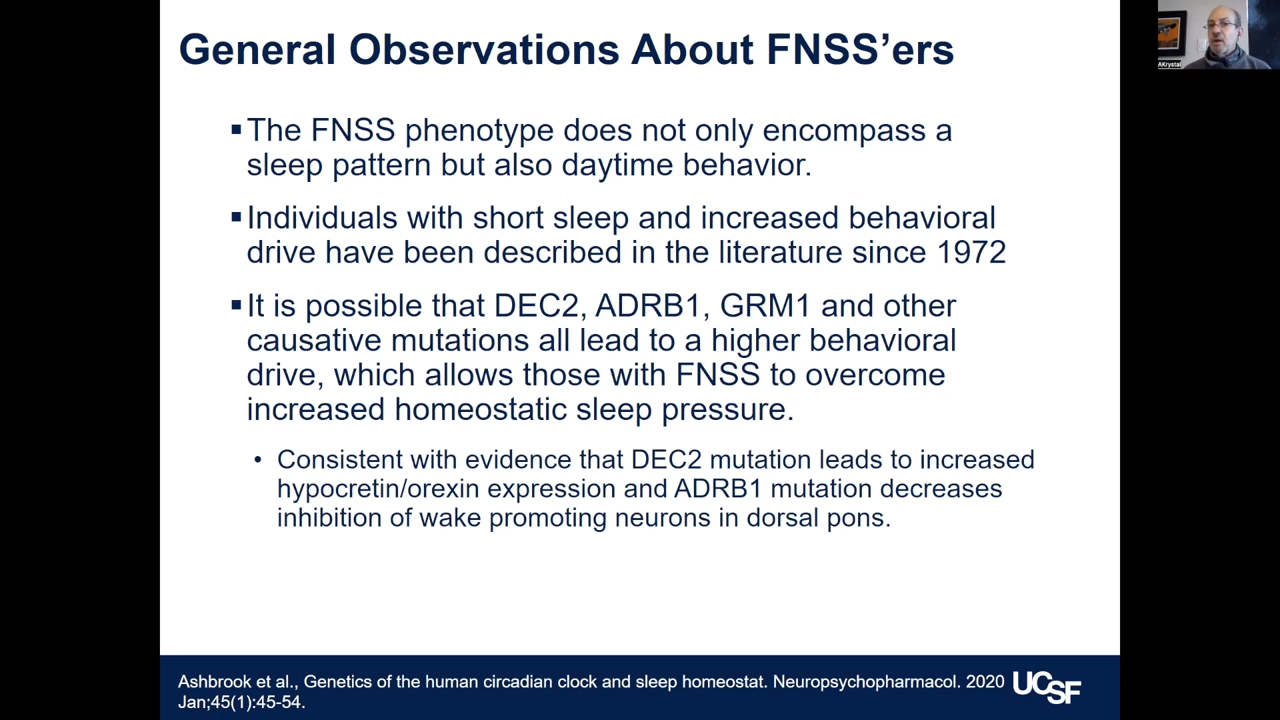 General Observations About FNSS’ers
▪ The FNSS phenotype does not only encompass a
sleep pattern but also daytime behavior.
▪ Individuals with short sleep and increased behavioral
drive have been described in the literature since 1972
▪ It is possible that DEC2, ADRB1, GRM1 and other
causative mutations all lead to a higher behavioral
drive, which allows those with FNSS to overcome
increased homeostatic sleep pressure.
• Consistent with evidence that DEC2 mutation leads to increased
hypocretin/orexin expression and ADRB1 mutation decreases
inhibition of wake promoting neurons in dorsal pons.
Ashbrook et al., Genetics of the human circadian clock and sleep homeostat. Neuropsychopharmacol. 2020
Jan;45(1):45-54.
UCSF
AKrystal